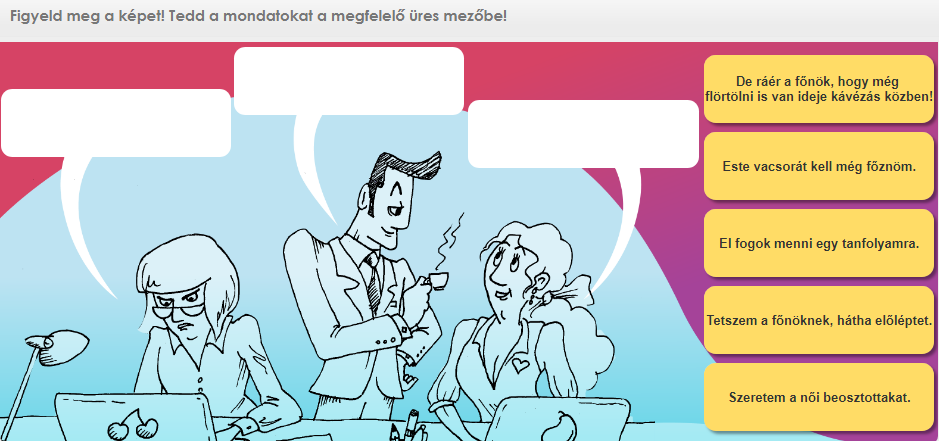 Figyeld meg a képet! Tedd a mondatokat a megfelelő üres mezőbe!
De ráér a főnök, hogy még
flörtölni is van ideje kávézás közben!
Este vacsorát kell még főznöm.
El fogok menni egy tanfolyamra.
Tetszem a főnöknek, hátha előléptet.
Szeretem a női beosztottakat.